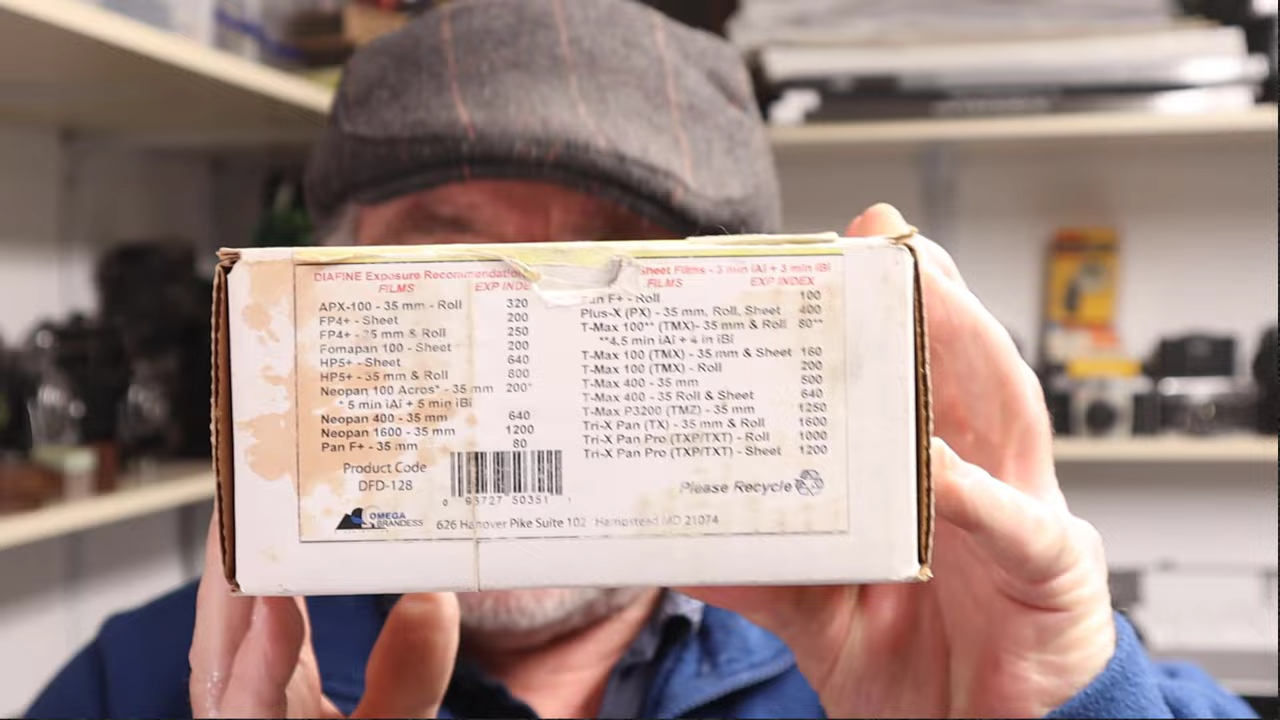 DIAFINE Exposure Recommendation
FILMS EXP INDE
APX-100 - 35 mm - Roll 320
FP4+ - Sheet 200
FP4+ - 35 mm & Roll 250
Fomapan 100 - Sheet 200
HP5+ - Sheet 640
HP5+ - 35 mm & Roll 800
Neopan 100 Acros* - 35 mm 200*
* 5 min iAi + 5 min iBi
Neopan 400 - 35 mm 640
Neopan 1600 - 35 mm 1200
Pan F+ - 35 mm 80
Product Code
DFD-128
0 93727 50351 1
Sheet Films - 3 min iAi + 3 min iBi
FILMS EXP INDEX
Pan F+ - Roll 100
Plus-X (PX) - 35 mm, Roll, Sheet 400
T-Max 100** (TMX)- 35 mm & Roll 80**
**4.5 min iAi + 4 in iBi
T-Max 100 (TMX) - 35 mm & Sheet 160
T-Max 100 (TMX) - Roll 200
T-Max 400 - 35 mm 500
T-Max 400 - 35 Roll & Sheet 640
T-Max P3200 (TMZ) - 35 mm 1250
Tri-X Pan (TX) - 35 mm & Roll 1600
Tri-X Pan Pro (TXP/TXT) - Roll 1000
Tri-X Pan Pro (TXP/TXT) - Sheet 1200
Please Recycle
OMEGA
BRANDESS
626 Hanover Pike Suite 102 Hampstead MD 21074